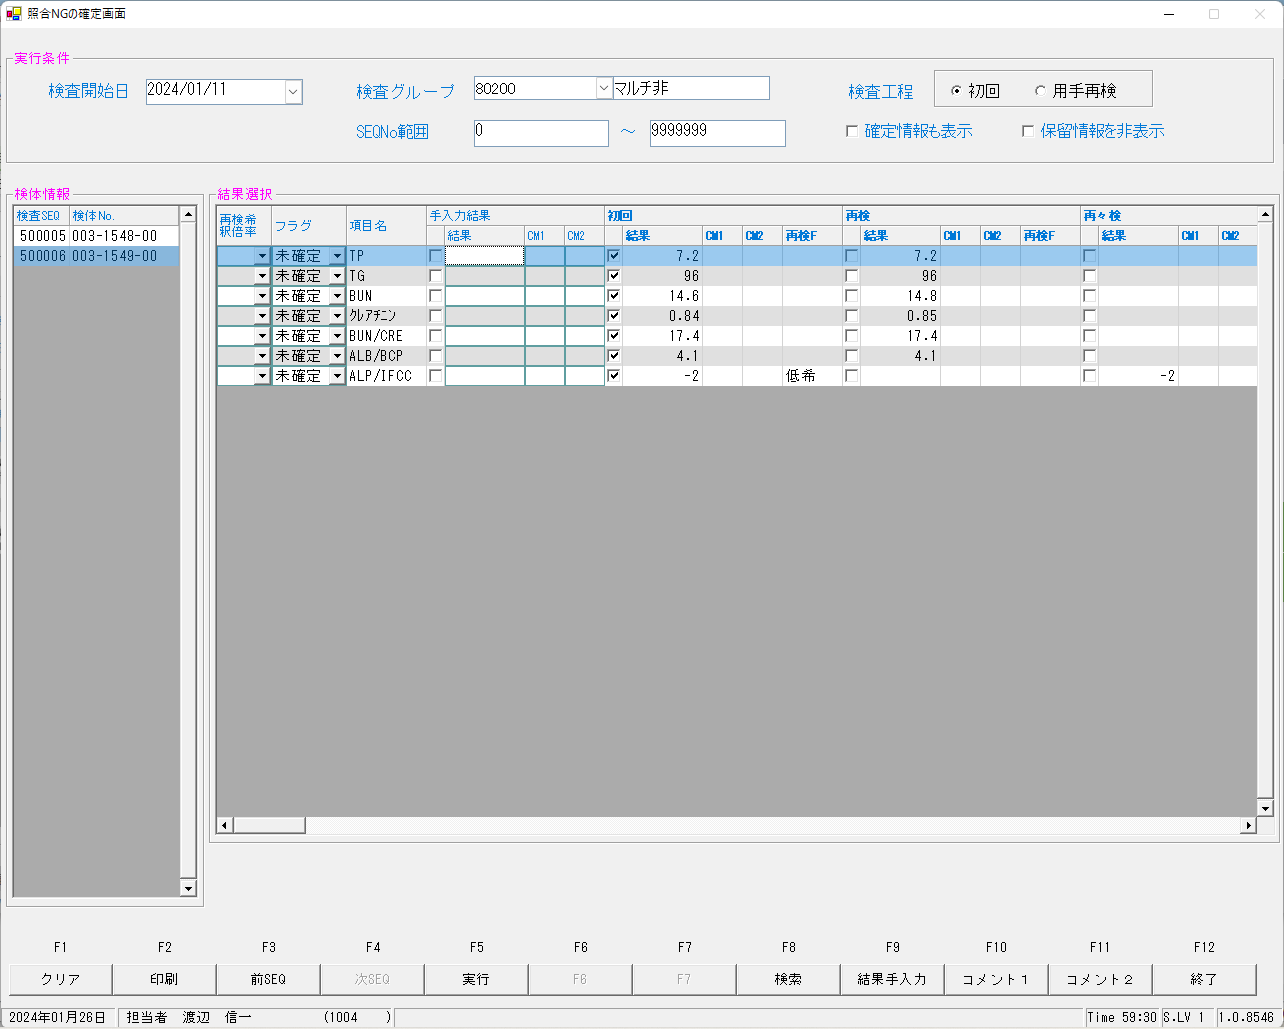 照合NGの確定画面
実行条件
検査開始日 2024/01/11 検査グループ 80200 マルチ非 検査工程 初回 用手再検
SEQNo範囲 0 ～ 9999999 確定情報も表示 保留情報を非表示
検体情報
検査SEQ 検体No.
500005 003-1548-00
500006 003-1549-00
結果選択
再検希釈倍率 フラグ 項目名 手入力結果 初回 再検 再々検
結果 CM1 CM2 結果 CM1 CM2 再検F 結果 CM1 CM2 再検F 結果 CM1 CM2
未確定 TP 7.2 7.2
未確定 TG 96 96
未確定 BUN 14.6 14.8
未確定 ｸﾚｱﾁﾆﾝ 0.84 0.85
未確定 BUN/CRE 17.4 17.4
未確定 ALB/BCP 4.1 4.1
未確定 ALP/IFCC -2 低希 -2
F1 F2 F3 F4 F5 F6 F7 F8 F9 F10 F11 F12
クリア 印刷 前SEQ 次SEQ 実行 F6 F7 検索 結果手入力 コメント１ コメント２ 終了
2024年01月26日 担当者 渡辺 信一 (1004 ) Time 59:30 S.LV 1 1.0.8546